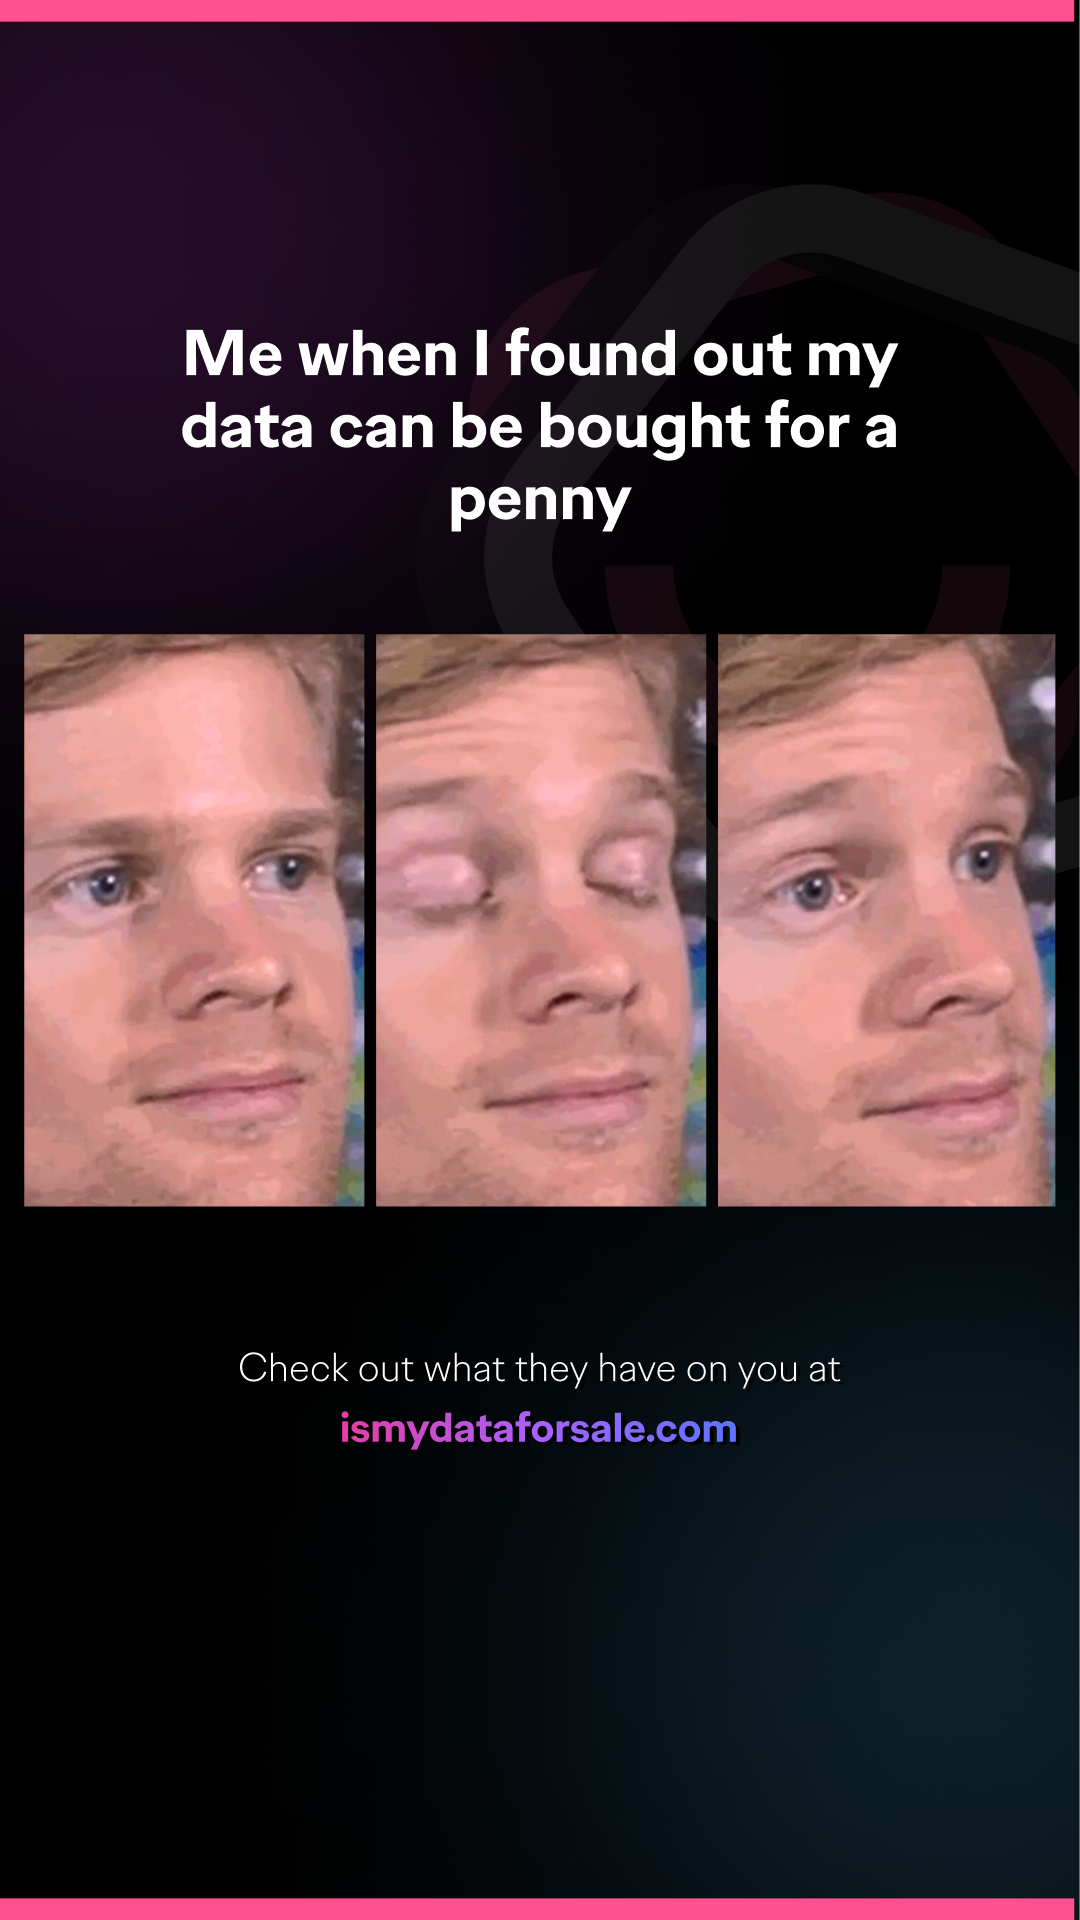 Me when I found out my
data can be bought for a
penny
Check out what they have on you at
ismydataforsale.com